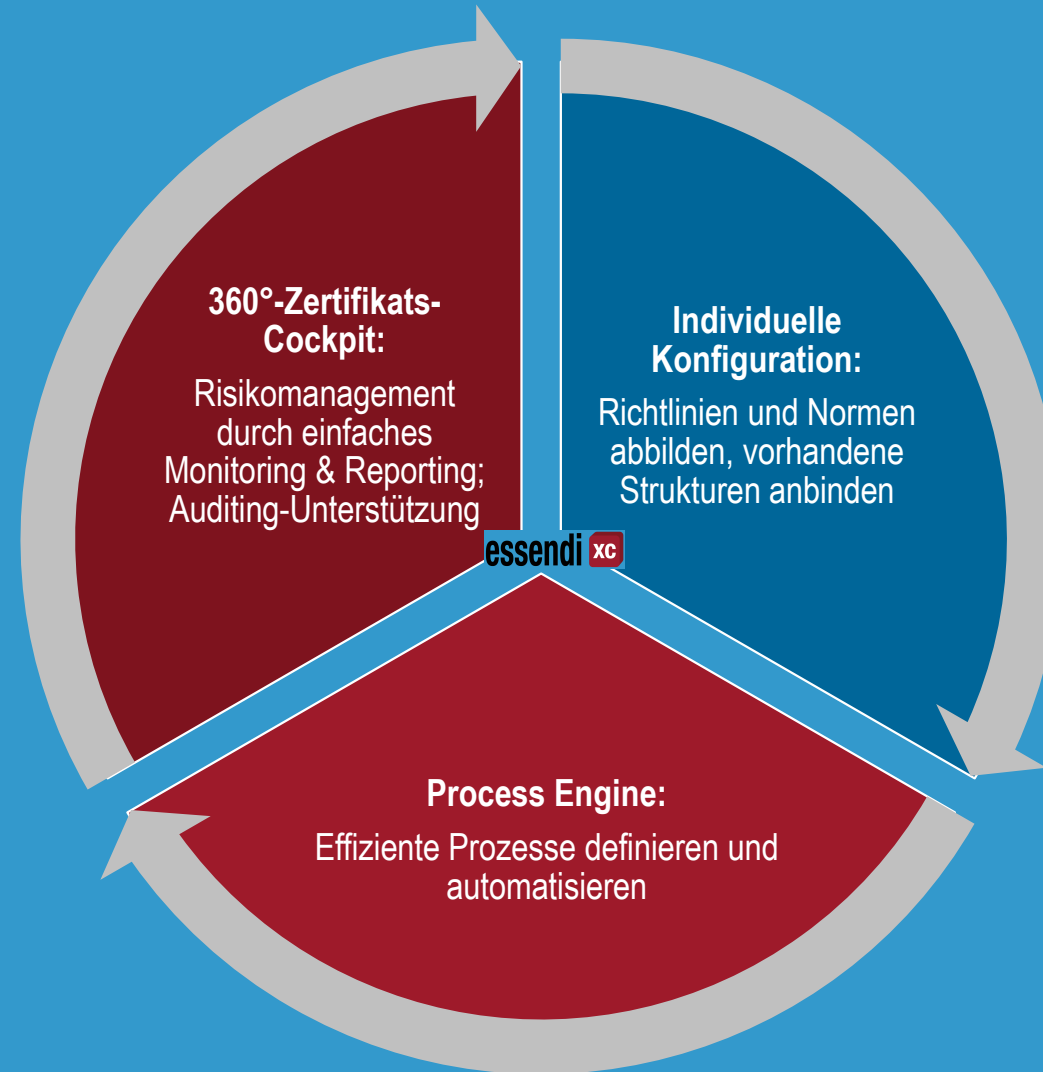 360°-Zertifikats-
Cockpit:
Risikomanagement
durch einfaches
Monitoring & Reporting;
Auditing-Unterstützung
Individuelle
Konfiguration:
Richtlinien und Normen
abbilden, vorhandene
Strukturen anbinden
essendi xc
Process Engine:
Effiziente Prozesse definieren und
automatisieren